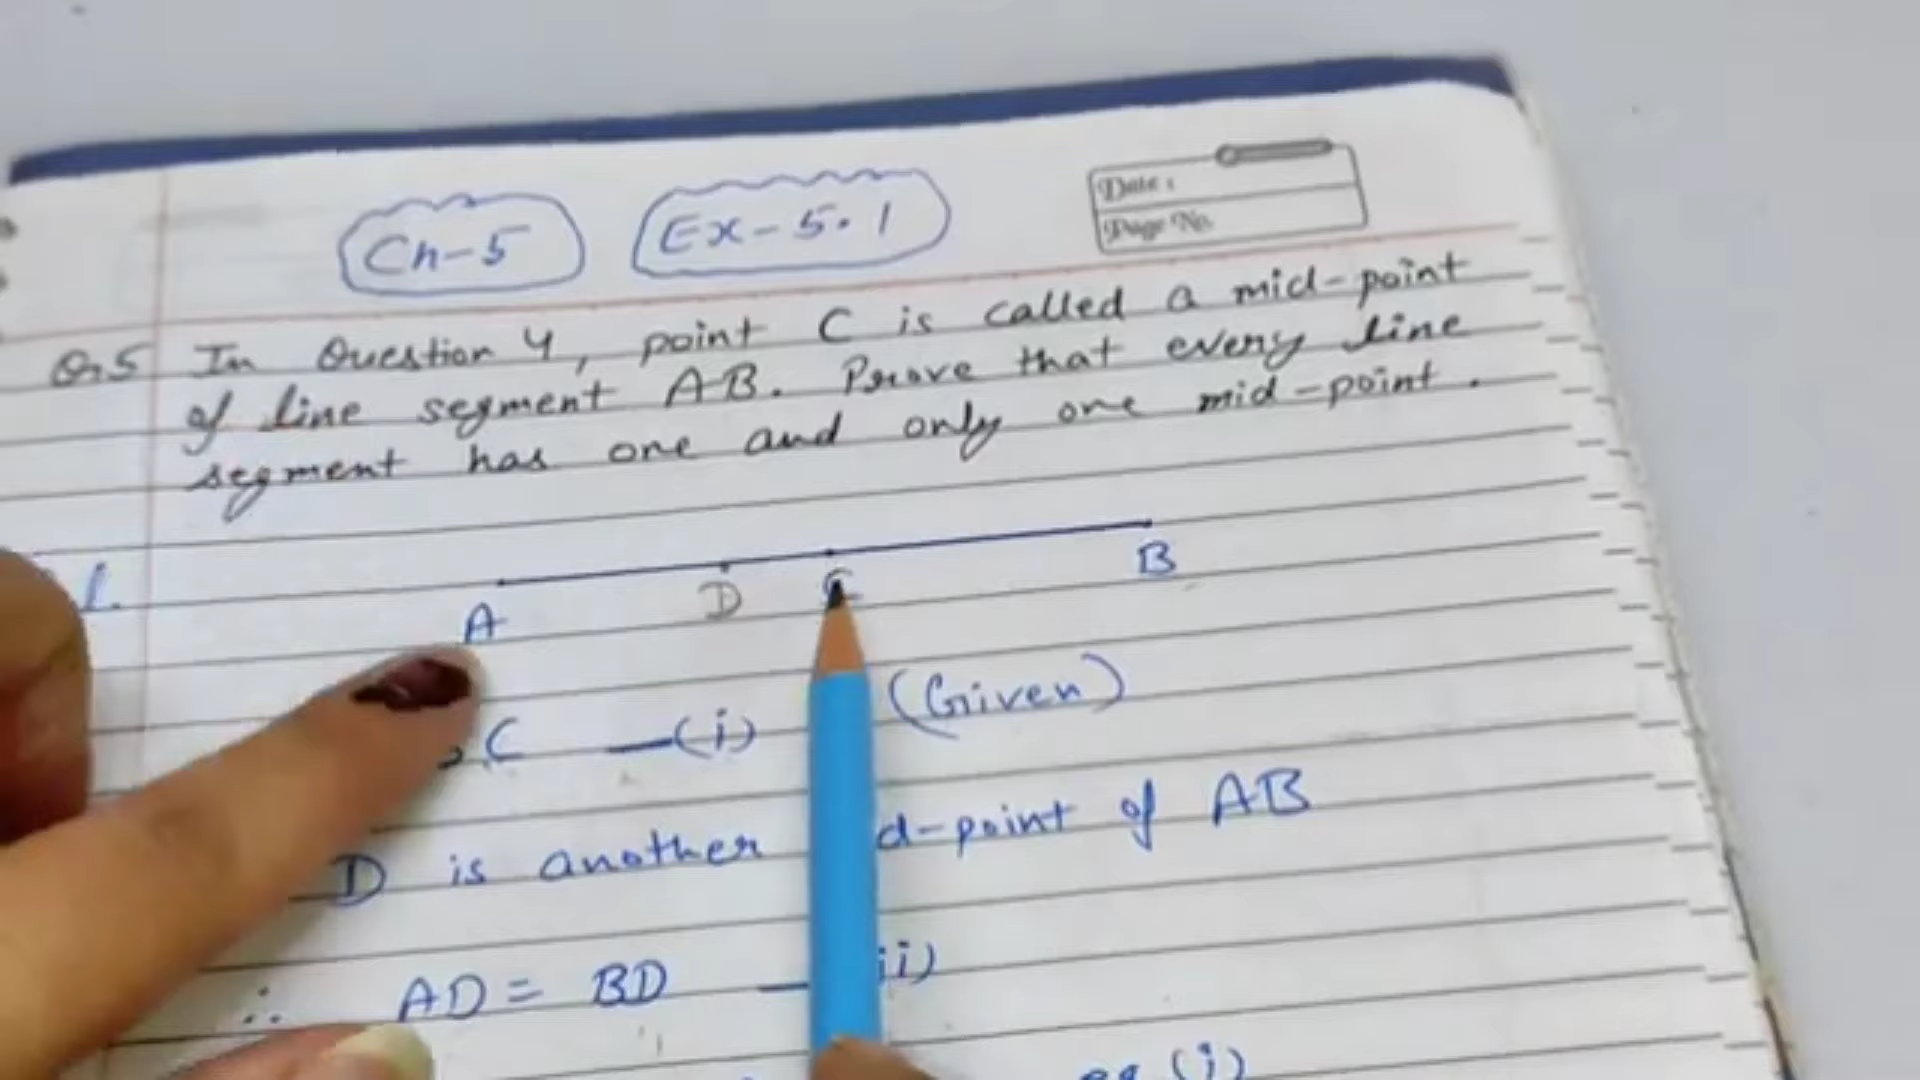 Ch-5 Ex-5.1
Date :
Page No.
Q.5 In Question 4, point C is called a mid-point
of line segment AB. Prove that every line
segment has one and only one mid-point.
A D C B
C —(i) (Given)
D is another d-point of AB
∴ AD = BD — ii)
eq (i)